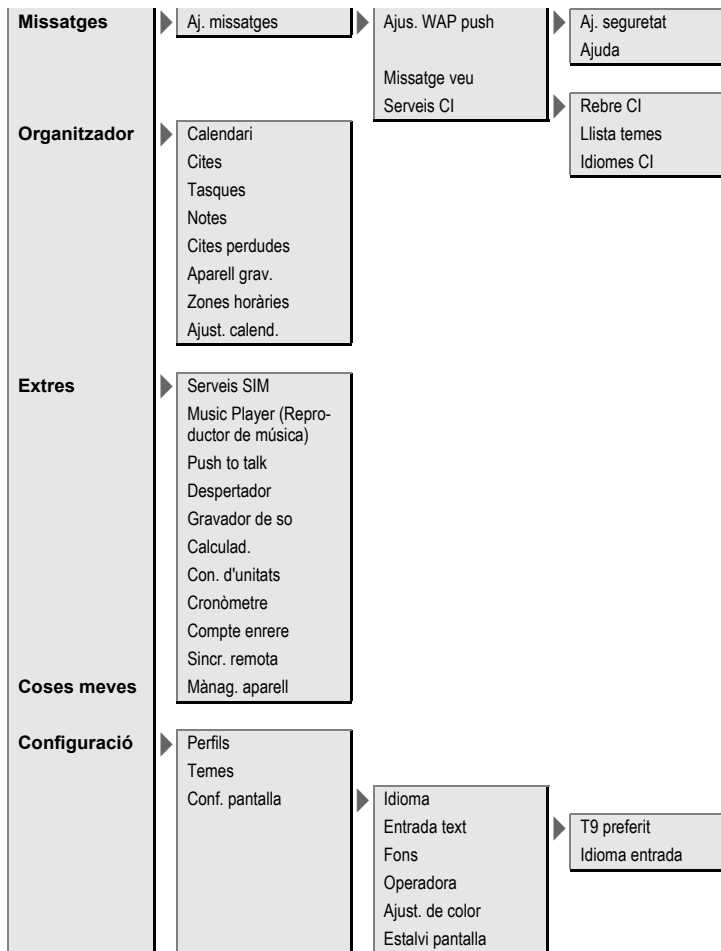 Missatges
Aj. missatges
Ajus. WAP push
Aj. seguretat
Ajuda
Missatge veu
Serveis CI
Rebre CI
Llista temes
Idiomes CI
Organitzador
Calendari
Cites
Tasques
Notes
Cites perdudes
Aparell grav.
Zones horàries
Ajust. calend.
Extres
Serveis SIM
Music Player (Repro-
ductor de música)
Push to talk
Despertador
Gravador de so
Calculad.
Con. d'unitats
Cronòmetre
Compte enrere
Sincr. remota
Mànag. aparell
Coses meves
Configuració
Perfils
Temes
Conf. pantalla
Idioma
Entrada text
T9 preferit
Idioma entrada
Fons
Operadora
Ajust. de color
Estalvi pantalla